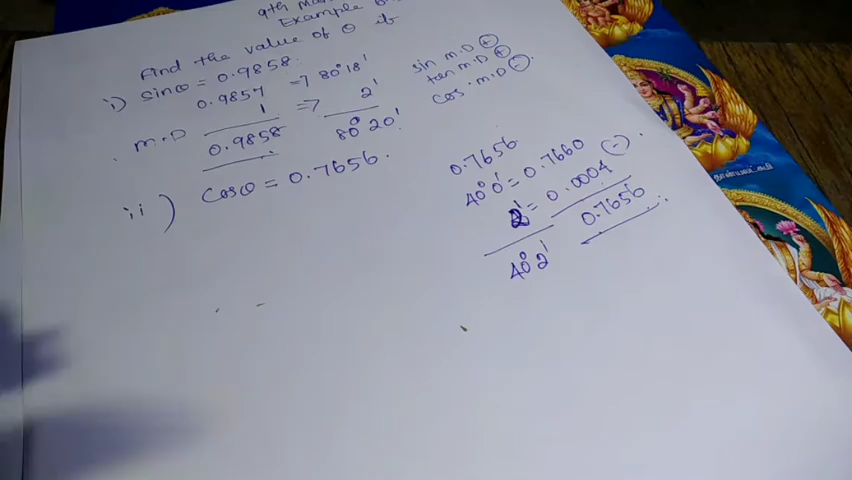 9th
Example
Find the value of θ if
i) sinθ = 0.9858.
0.9857 => 80°18'
m.D 1 => 2'
0.9858 80°20'.
sin m.D (+)
tan m.D (+)
cos. m.D (-).
ii) cosθ = 0.7656.
0.7656
40°0' = 0.7660
2' = 0.0004 (-).
40°2' 0.7656